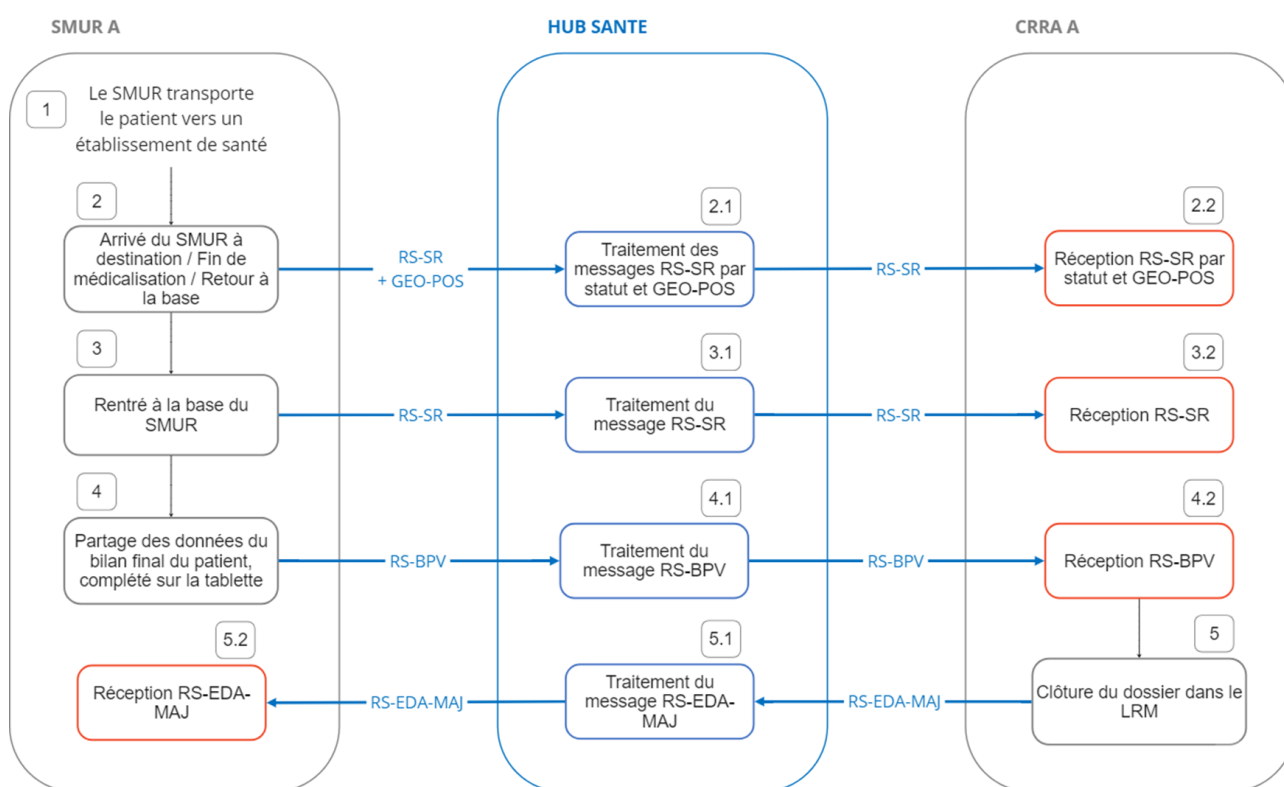 SMUR A
HUB SANTE
CRRA A
1
Le SMUR transporte
le patient vers un
établissement de santé
2
Arrivé du SMUR à
destination / Fin de
médicalisation / Retour à
la base
RS-SR
+ GEO-POS
2.1
Traitement des
messages RS-SR par
statut et GEO-POS
RS-SR
2.2
Réception RS-SR par
statut et GEO-POS
3
Rentré à la base du
SMUR
RS-SR
3.1
Traitement du
message RS-SR
RS-SR
3.2
Réception RS-SR
4
Partage des données du
bilan final du patient,
complété sur la tablette
RS-BPV
4.1
Traitement du
message RS-BPV
RS-BPV
4.2
Réception RS-BPV
5
Clôture du dossier dans le
LRM
RS-EDA-MAJ
5.1
Traitement du
message RS-EDA-
MAJ
RS-EDA-MAJ
5.2
Réception RS-EDA-
MAJ